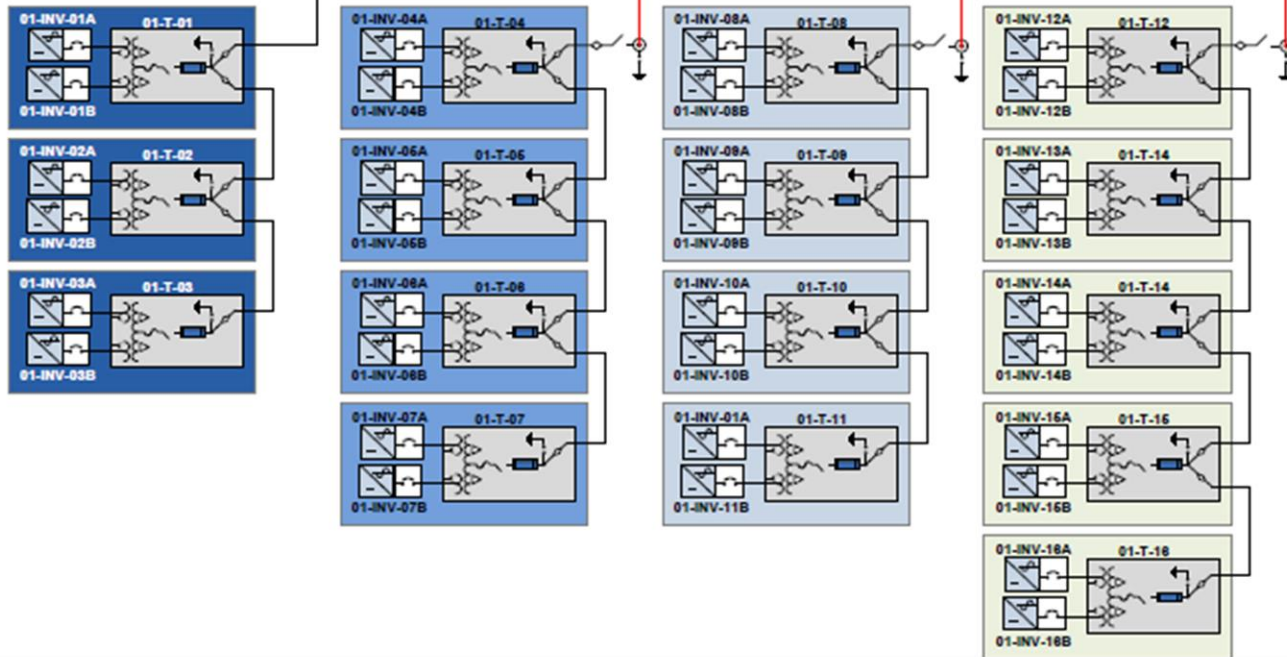 01-INV-01A 01-T-01
01-INV-01B
01-INV-02A 01-T-02
01-INV-02B
01-INV-03A 01-T-03
01-INV-03B
01-INV-04A 01-T-04
01-INV-04B
01-INV-05A 01-T-05
01-INV-05B
01-INV-06A 01-T-06
01-INV-06B
01-INV-07A 01-T-07
01-INV-07B
01-INV-08A 01-T-08
01-INV-08B
01-INV-09A 01-T-09
01-INV-09B
01-INV-10A 01-T-10
01-INV-10B
01-INV-01A 01-T-11
01-INV-11B
01-INV-12A 01-T-12
01-INV-12B
01-INV-13A 01-T-14
01-INV-13B
01-INV-14A 01-T-14
01-INV-14B
01-INV-15A 01-T-15
01-INV-15B
01-INV-16A 01-T-16
01-INV-16B